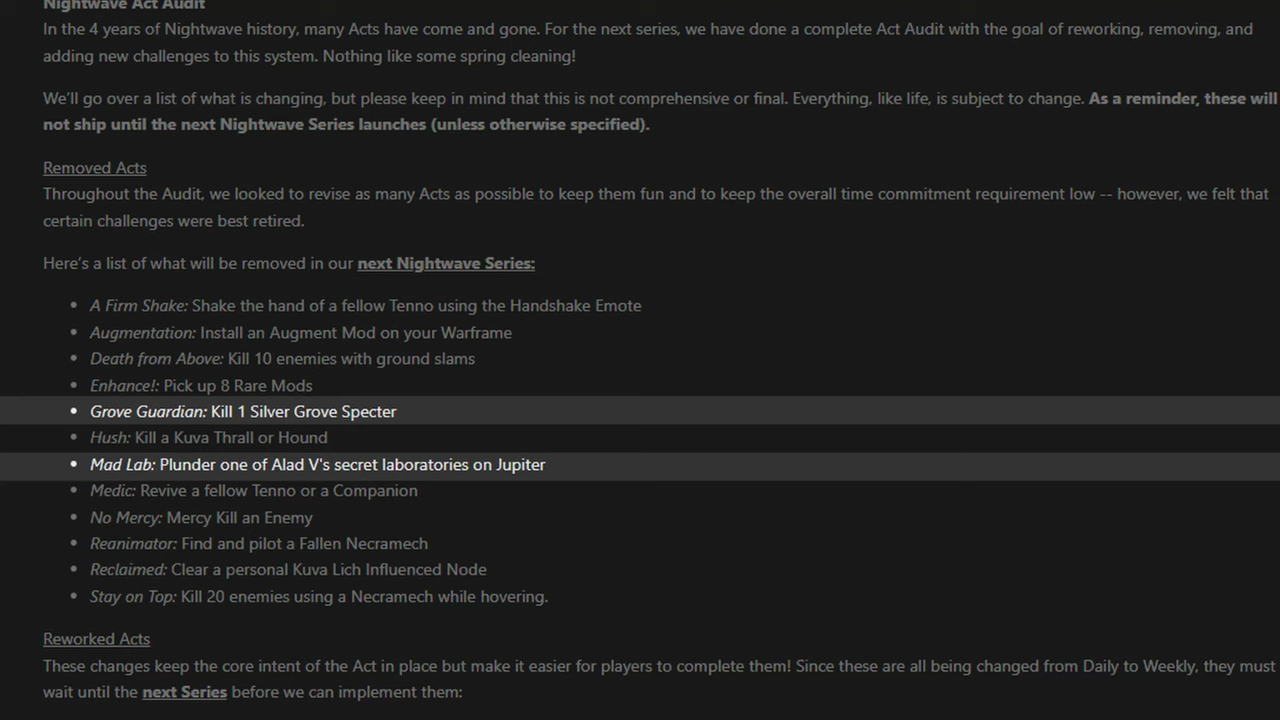 Nightwave Act Audit
In the 4 years of Nightwave history, many Acts have come and gone. For the next series, we have done a complete Act Audit with the goal of reworking, removing, and
adding new challenges to this system. Nothing like some spring cleaning!
We'll go over a list of what is changing, but please keep in mind that this is not comprehensive or final. Everything, like life, is subject to change. As a reminder, these will
not ship until the next Nightwave Series launches (unless otherwise specified).
Removed Acts
Throughout the Audit, we looked to revise as many Acts as possible to keep them fun and to keep the overall time commitment requirement low -- however, we felt that
certain challenges were best retired.
Here's a list of what will be removed in our next Nightwave Series:
• A Firm Shake: Shake the hand of a fellow Tenno using the Handshake Emote
• Augmentation: Install an Augment Mod on your Warframe
• Death from Above: Kill 10 enemies with ground slams
• Enhance!: Pick up 8 Rare Mods
• Grove Guardian: Kill 1 Silver Grove Specter
• Hush: Kill a Kuva Thrall or Hound
• Mad Lab: Plunder one of Alad V's secret laboratories on Jupiter
• Medic: Revive a fellow Tenno or a Companion
• No Mercy: Mercy Kill an Enemy
• Reanimator: Find and pilot a Fallen Necramech
• Reclaimed: Clear a personal Kuva Lich Influenced Node
• Stay on Top: Kill 20 enemies using a Necramech while hovering.
Reworked Acts
These changes keep the core intent of the Act in place but make it easier for players to complete them! Since these are all being changed from Daily to Weekly, they must
wait until the next Series before we can implement them: